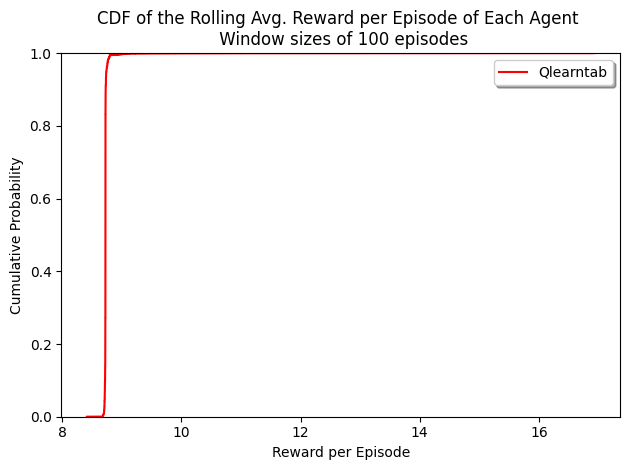 CDF of the Rolling Avg. Reward per Episode of Each Agent
Window sizes of 100 episodes
Qlearntab
Cumulative Probability
1.0
0.8
0.6
0.4
0.2
0.0
8 10 12 14 16
Reward per Episode